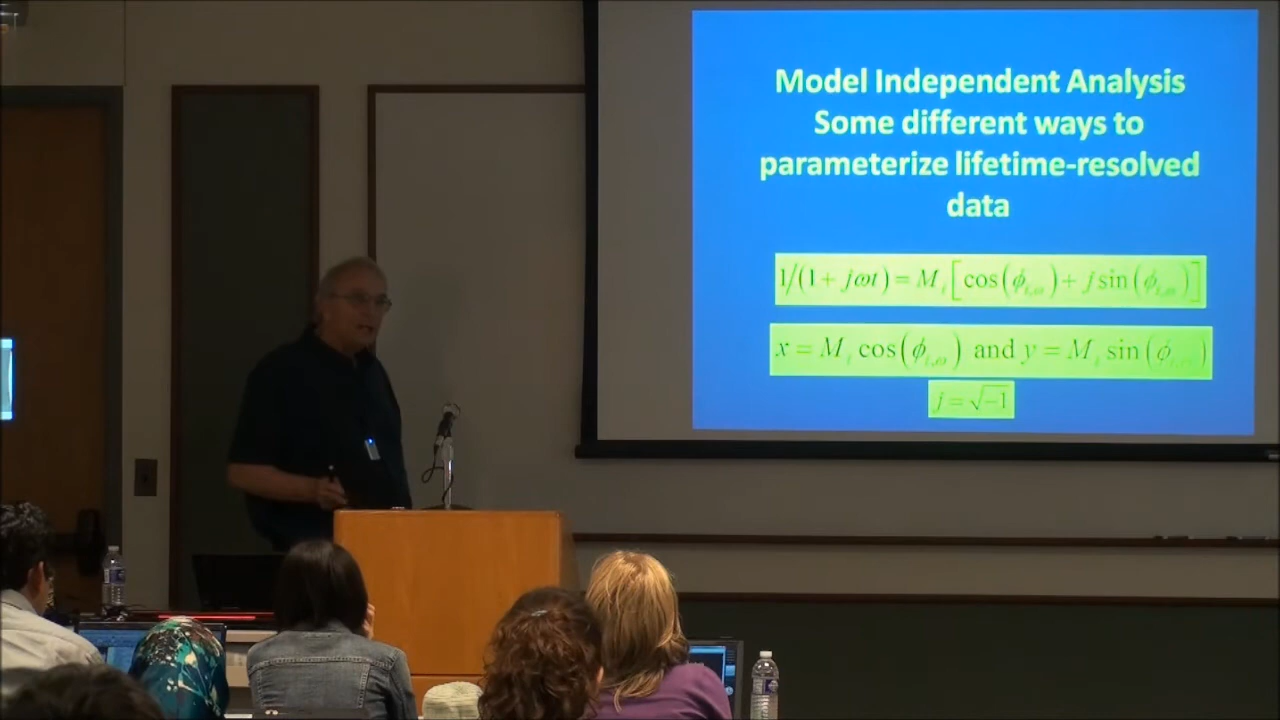 Model Independent Analysis
Some different ways to
parameterize lifetime-resolved
data
1/(1+ jωt) = M_i [cos(ϕ_{i,ω}) + j sin(ϕ_{i,ω})]
x = M_i cos(ϕ_{i,ω}) and y = M_i sin(ϕ_{i,ω})
j = √−1